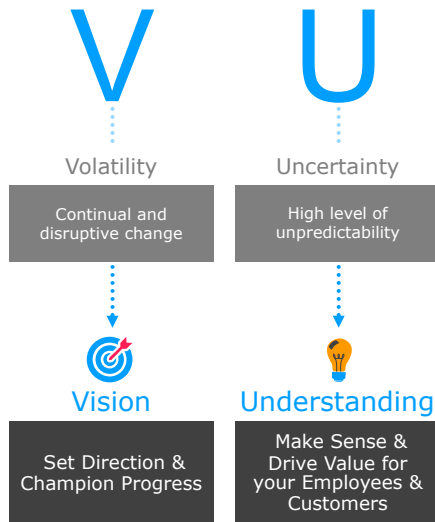 V
Volatility
Continual and
disruptive change
Vision
Set Direction &
Champion Progress
U
Uncertainty
High level of
unpredictability
Understanding
Make Sense &
Drive Value for
your Employees &
Customers